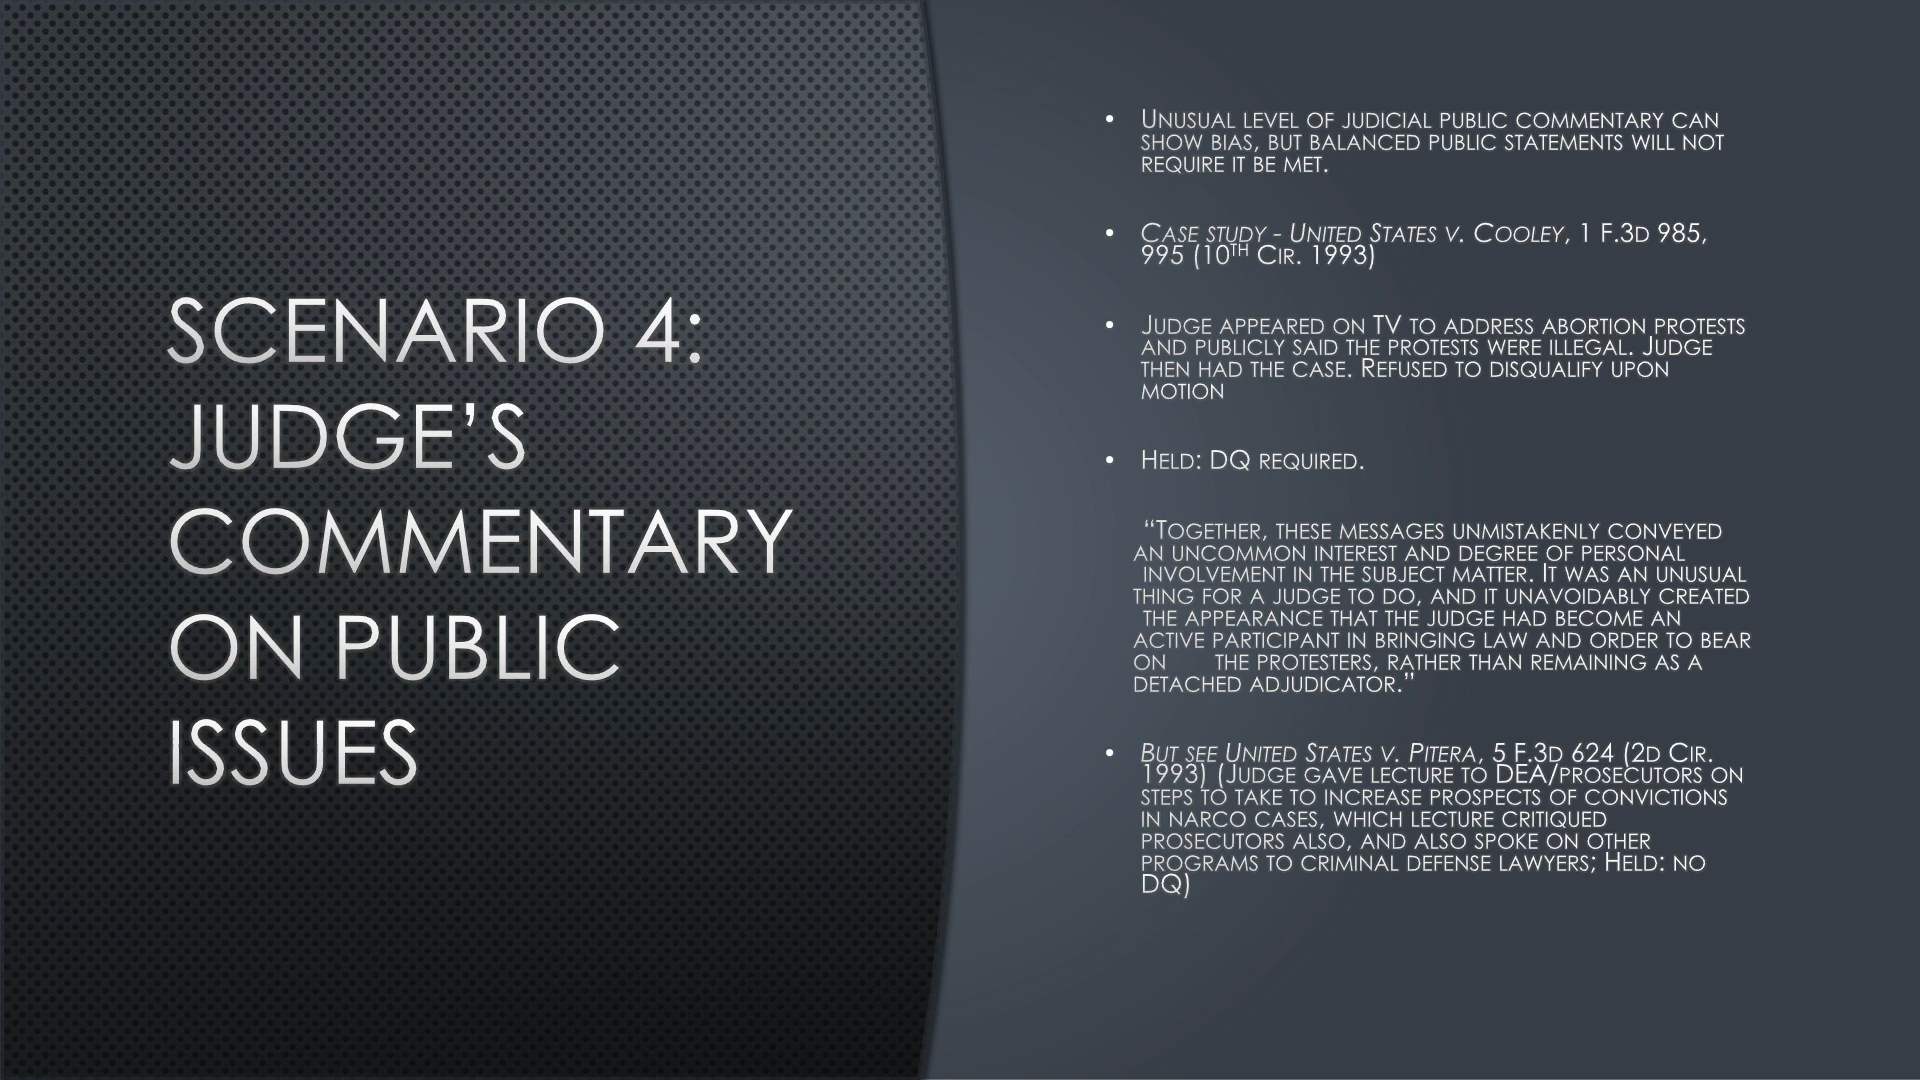 SCENARIO 4:
JUDGE’S
COMMENTARY
ON PUBLIC
ISSUES
• Unusual level of judicial public commentary can
show bias, but balanced public statements will not
require it be met.
• Case study - United States v. Cooley, 1 F.3d 985,
995 (10th Cir. 1993)
• Judge appeared on TV to address abortion protests
and publicly said the protests were illegal. Judge
then had the case. Refused to disqualify upon
motion
• Held: DQ required.
“Together, these messages unmistakenly conveyed
an uncommon interest and degree of personal
involvement in the subject matter. It was an unusual
thing for a judge to do, and it unavoidably created
the appearance that the judge had become an
active participant in bringing law and order to bear
on the protesters, rather than remaining as a
detached adjudicator.”
• But see United States v. Pitera, 5 F.3d 624 (2d Cir.
1993) (Judge gave lecture to DEA/prosecutors on
steps to take to increase prospects of convictions
in narco cases, which lecture critiqued
prosecutors also, and also spoke on other
programs to criminal defense lawyers; Held: no
DQ)